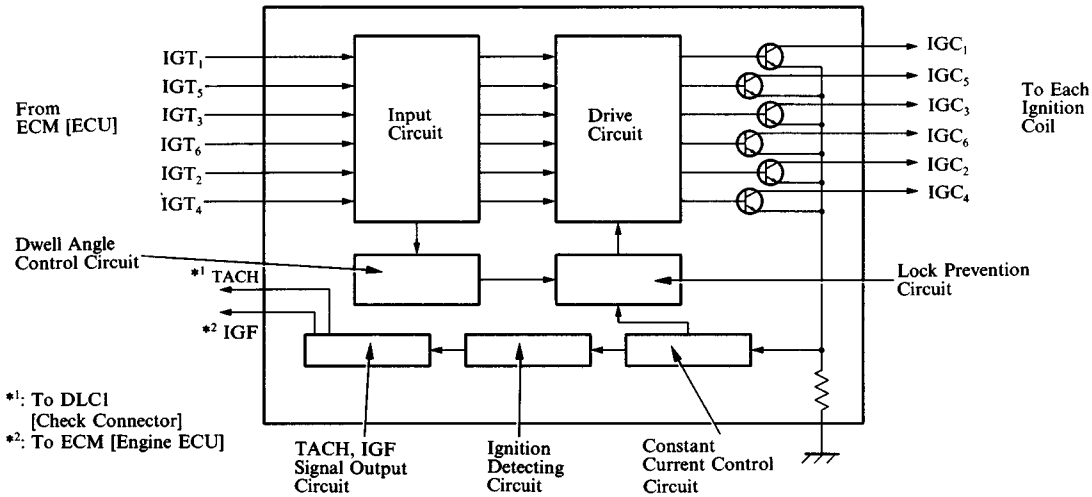 From
ECM [ECU]
IGT₁
IGT₅
IGT₃
IGT₆
IGT₂
IGT₄
Input
Circuit
Drive
Circuit
IGC₁
IGC₅
IGC₃
IGC₆
IGC₂
IGC₄
To Each
Ignition
Coil
Dwell Angle
Control Circuit
*¹ TACH
*² IGF
Lock Prevention
Circuit
*¹: To DLC1
[Check Connector]
*²: To ECM [Engine ECU]
TACH, IGF
Signal Output
Circuit
Ignition
Detecting
Circuit
Constant
Current Control
Circuit